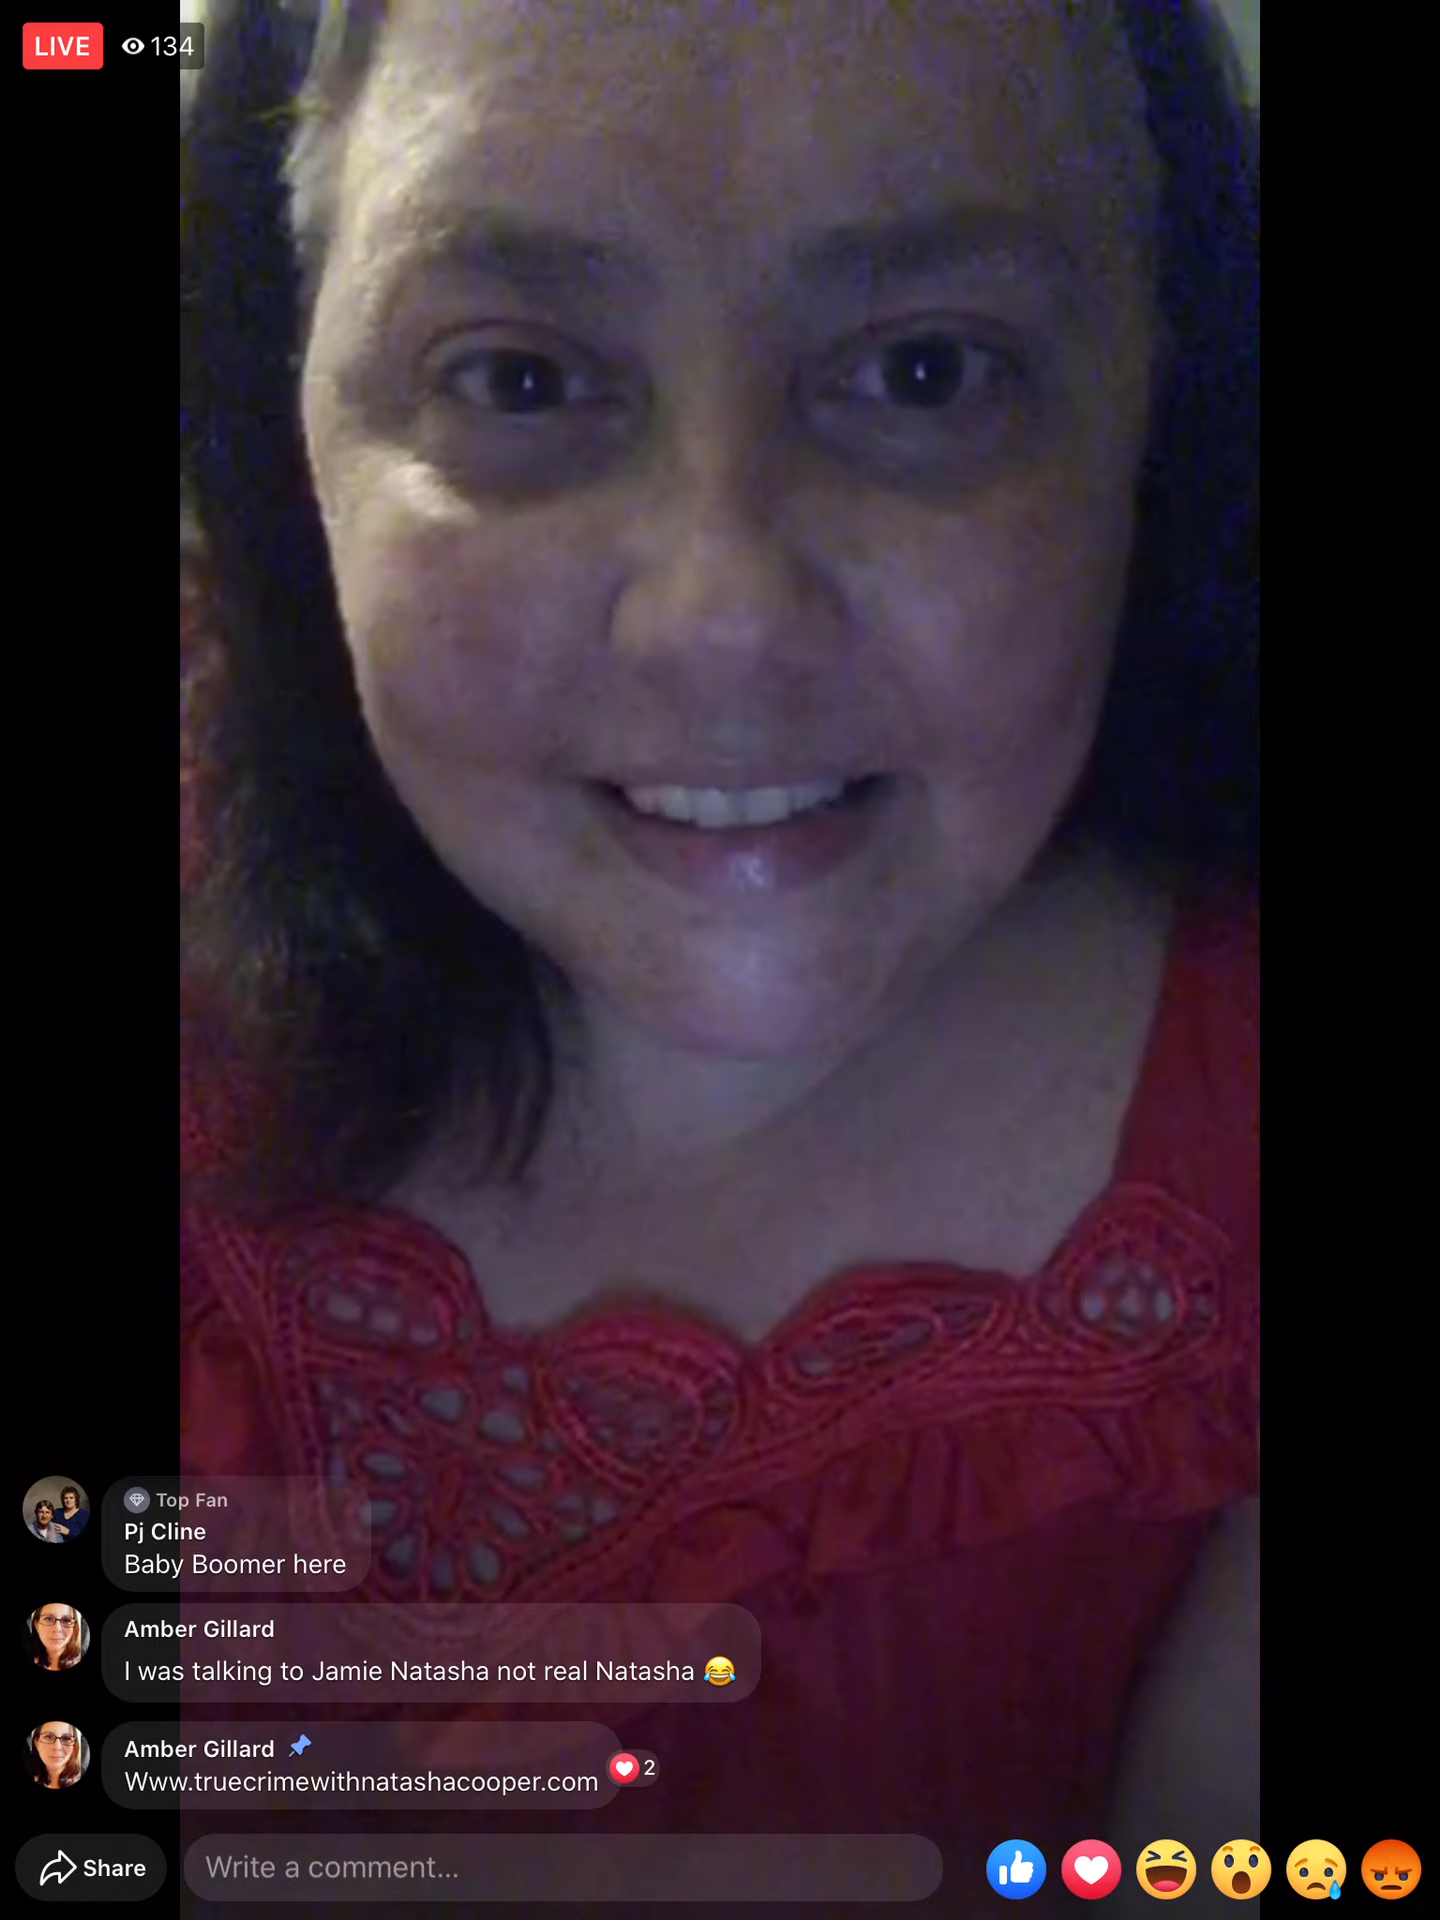 LIVE 134
Top Fan
Pj Cline
Baby Boomer here
Amber Gillard
I was talking to Jamie Natasha not real Natasha 😂
Amber Gillard
Www.truecrimewithnatashacooper.com
2
Share
Write a comment...